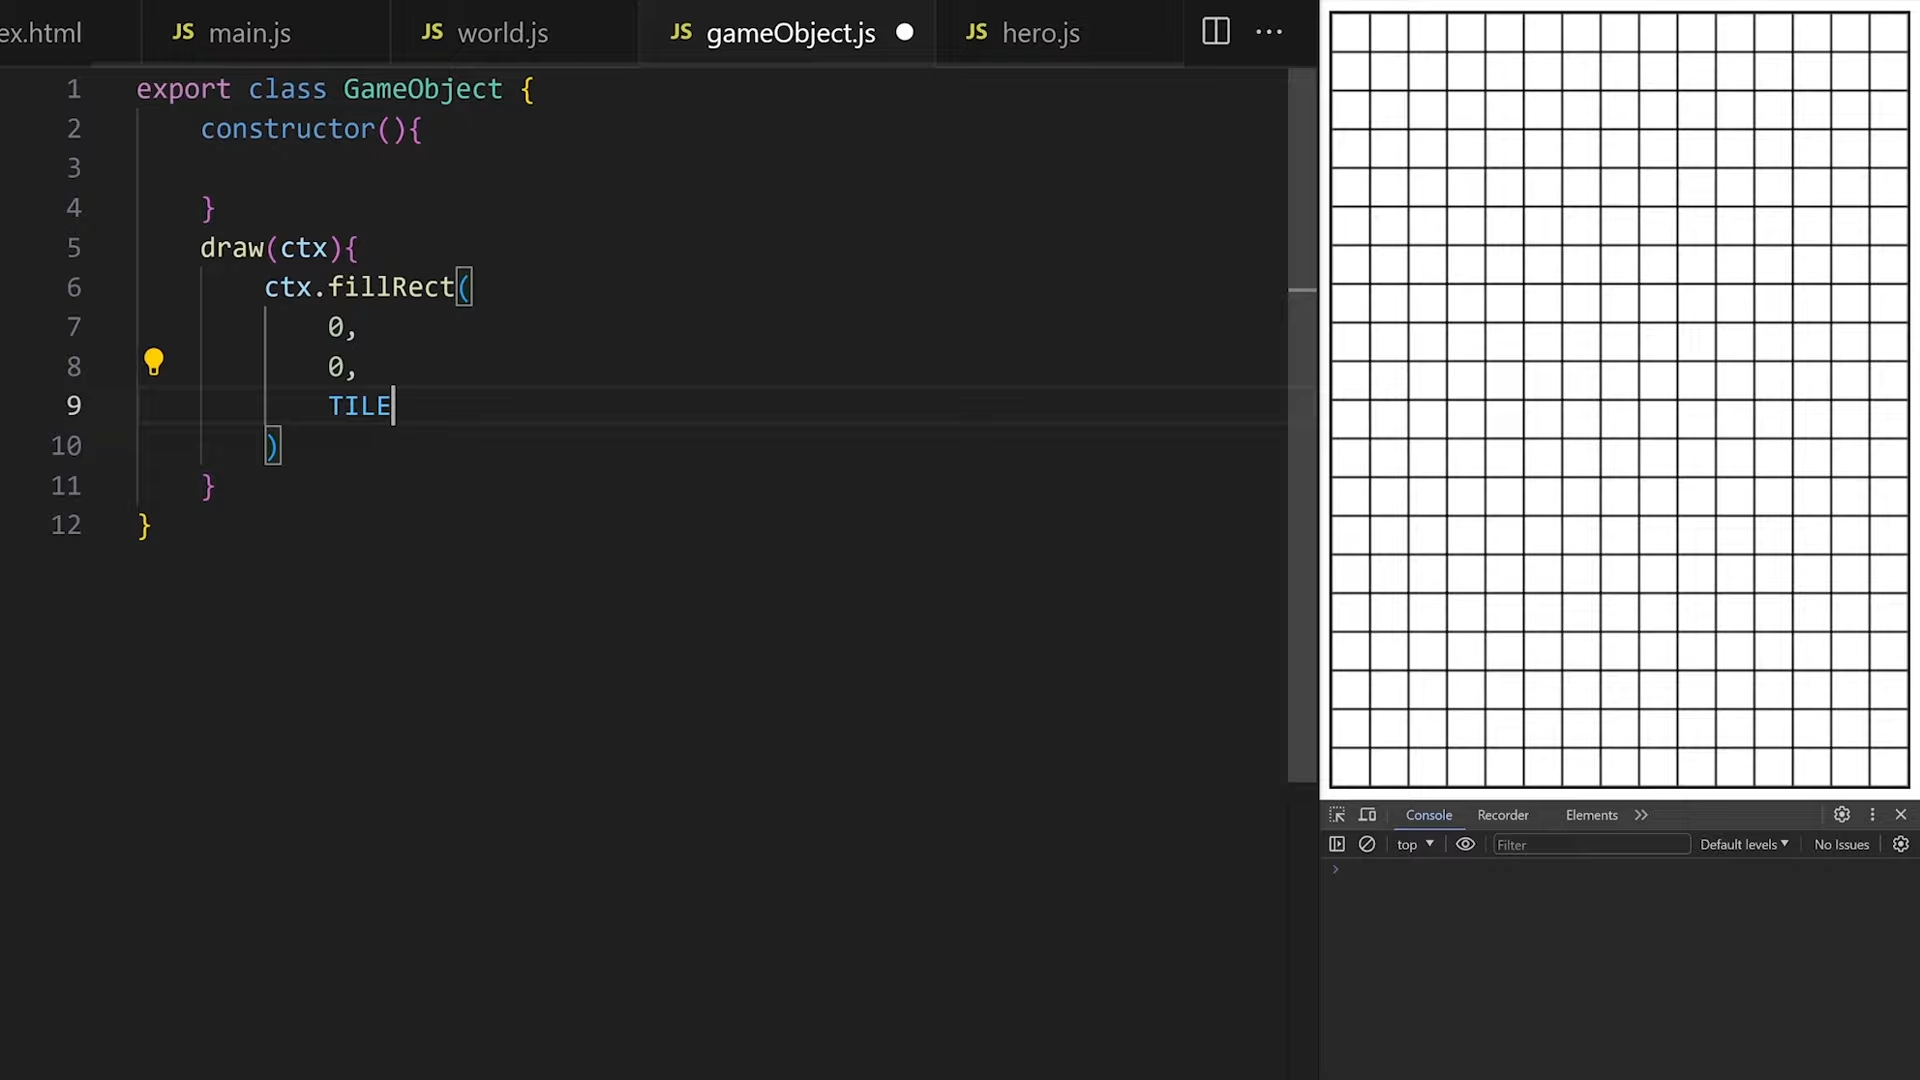 ex.html JS main.js JS world.js JS gameObject.js JS hero.js
1 export class GameObject {
2 constructor(){
3
4 }
5 draw(ctx){
6 ctx.fillRect(
7 0,
8 0,
9 TILE
10 )
11 }
12 }
Console Recorder Elements
top Filter Default levels No Issues